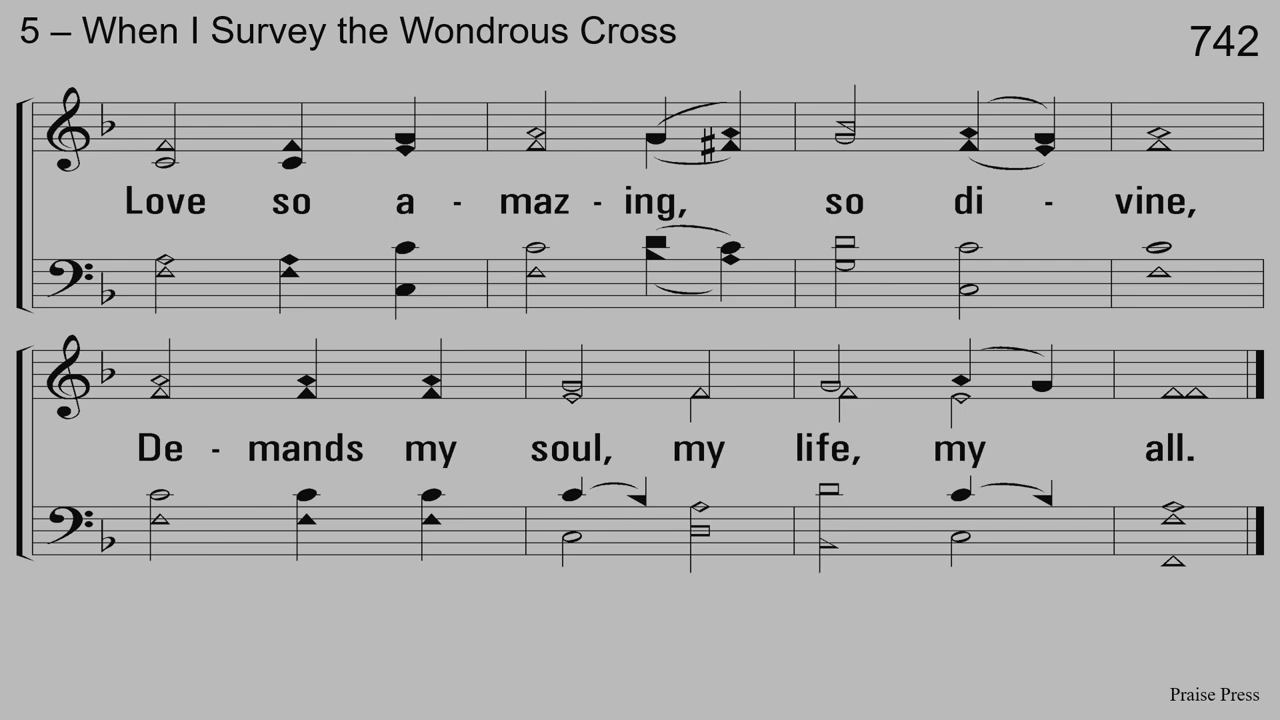 5 – When I Survey the Wondrous Cross
742
Love so a - maz - ing, so di - vine,
De - mands my soul, my life, my all.
Praise Press